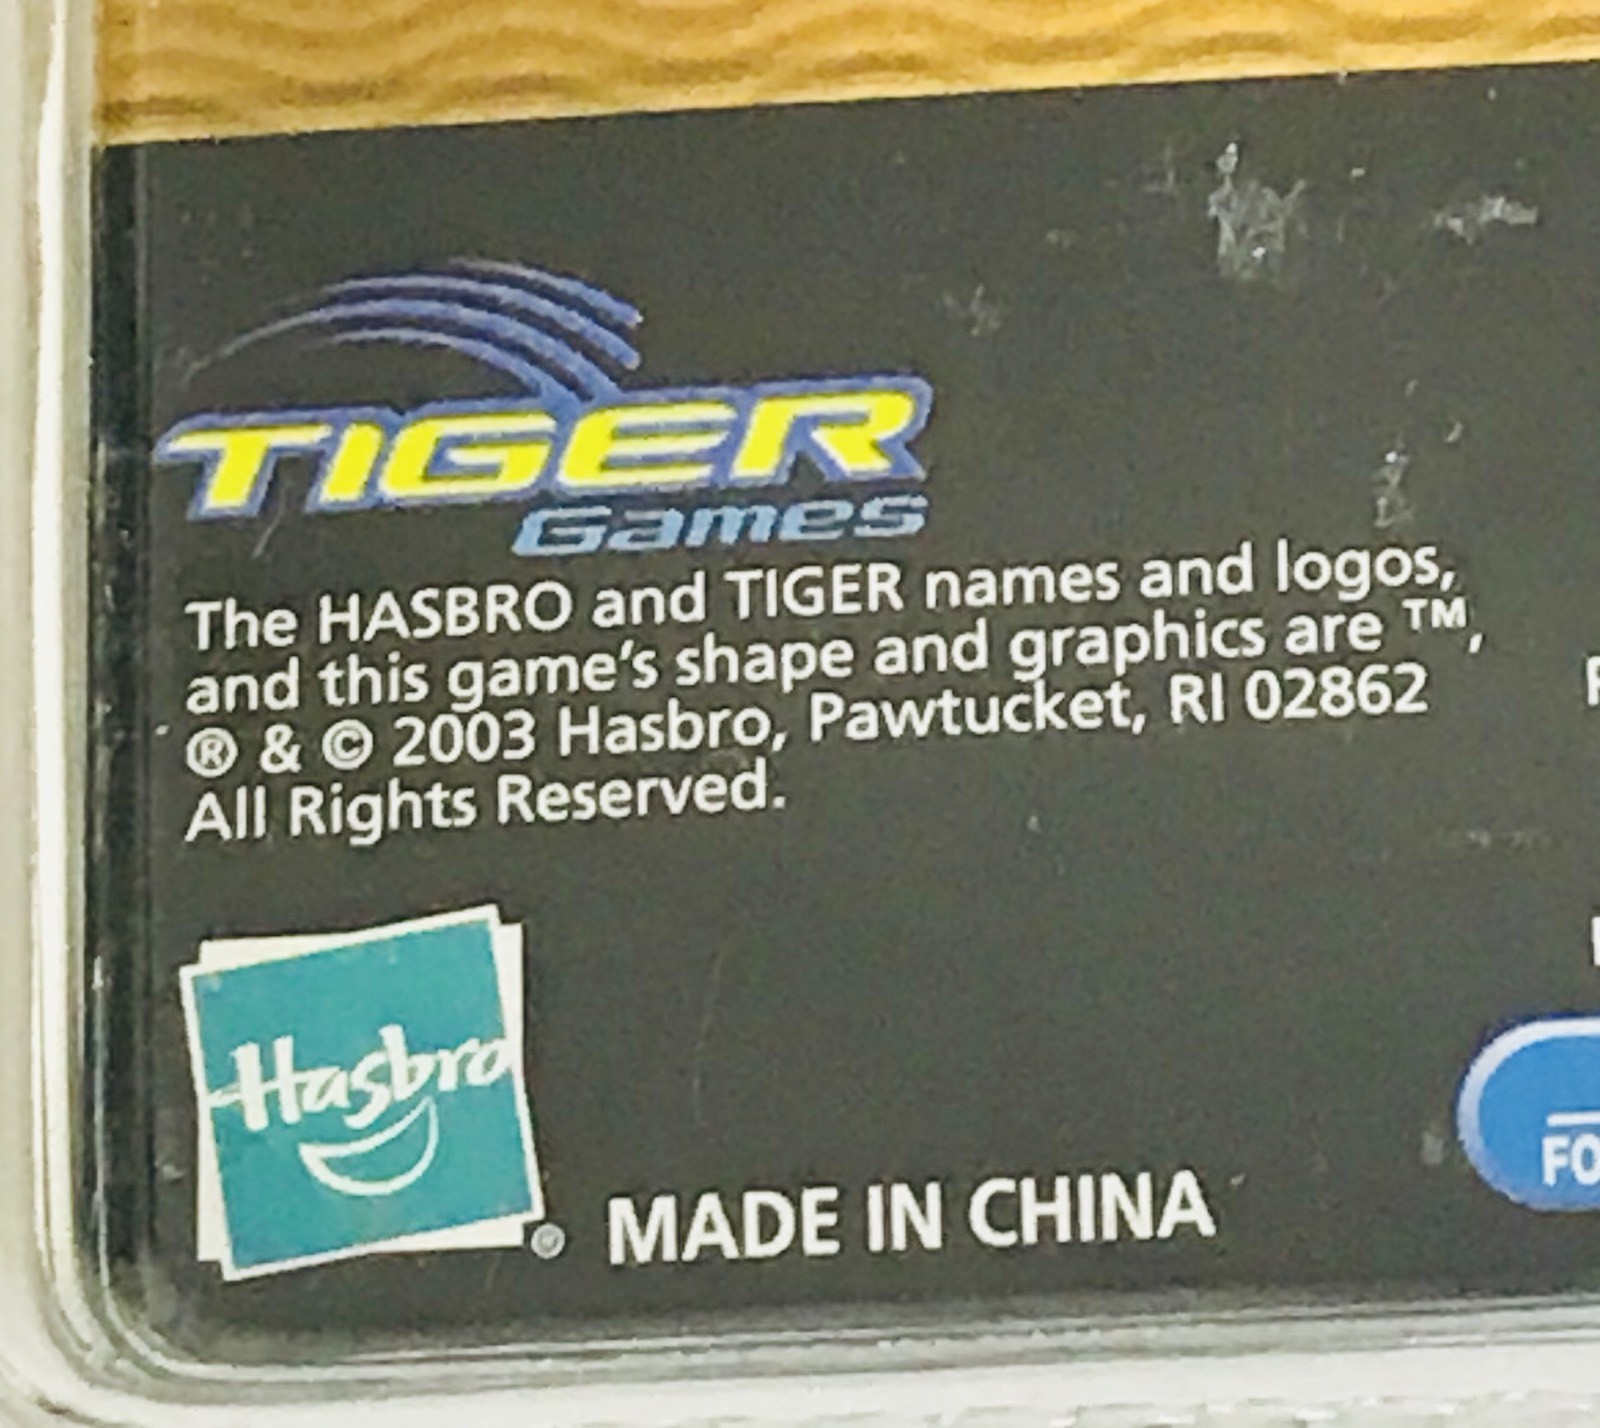 TIGER
Games
The HASBRO and TIGER names and logos,
and this game's shape and graphics are ™,
® & © 2003 Hasbro, Pawtucket, RI 02862
All Rights Reserved.
Hasbro
® MADE IN CHINA
FO